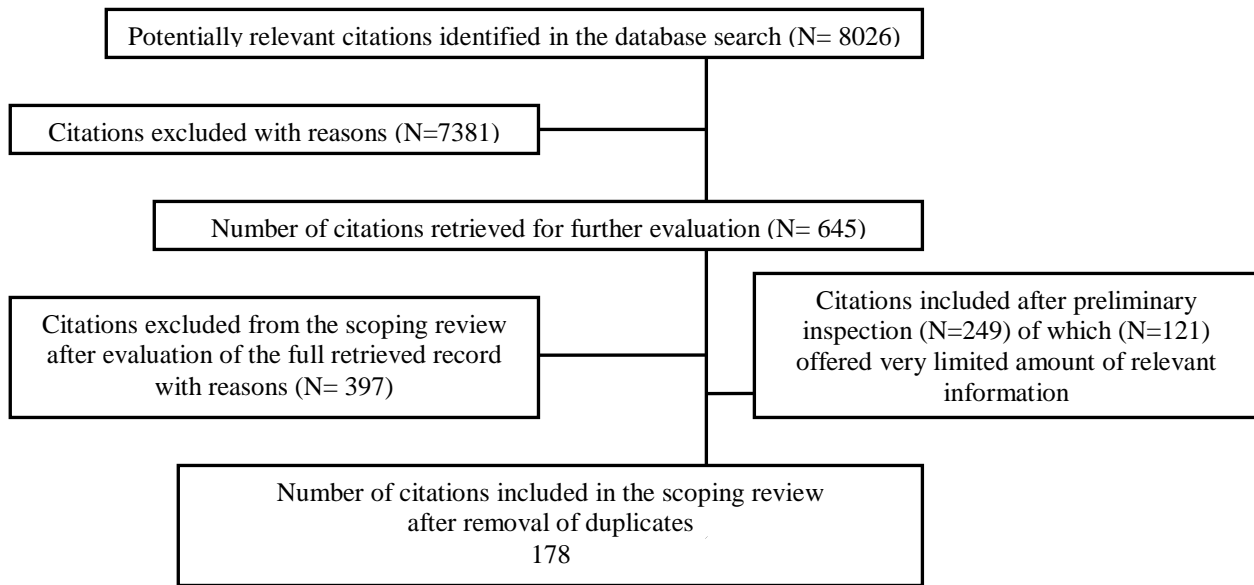 Potentially relevant citations identified in the database search (N= 8026)
Citations excluded with reasons (N=7381)
Number of citations retrieved for further evaluation (N= 645)
Citations excluded from the scoping review
after evaluation of the full retrieved record
with reasons (N= 397)
Citations included after preliminary
inspection (N=249) of which (N=121)
offered very limited amount of relevant
information
Number of citations included in the scoping review
after removal of duplicates
178